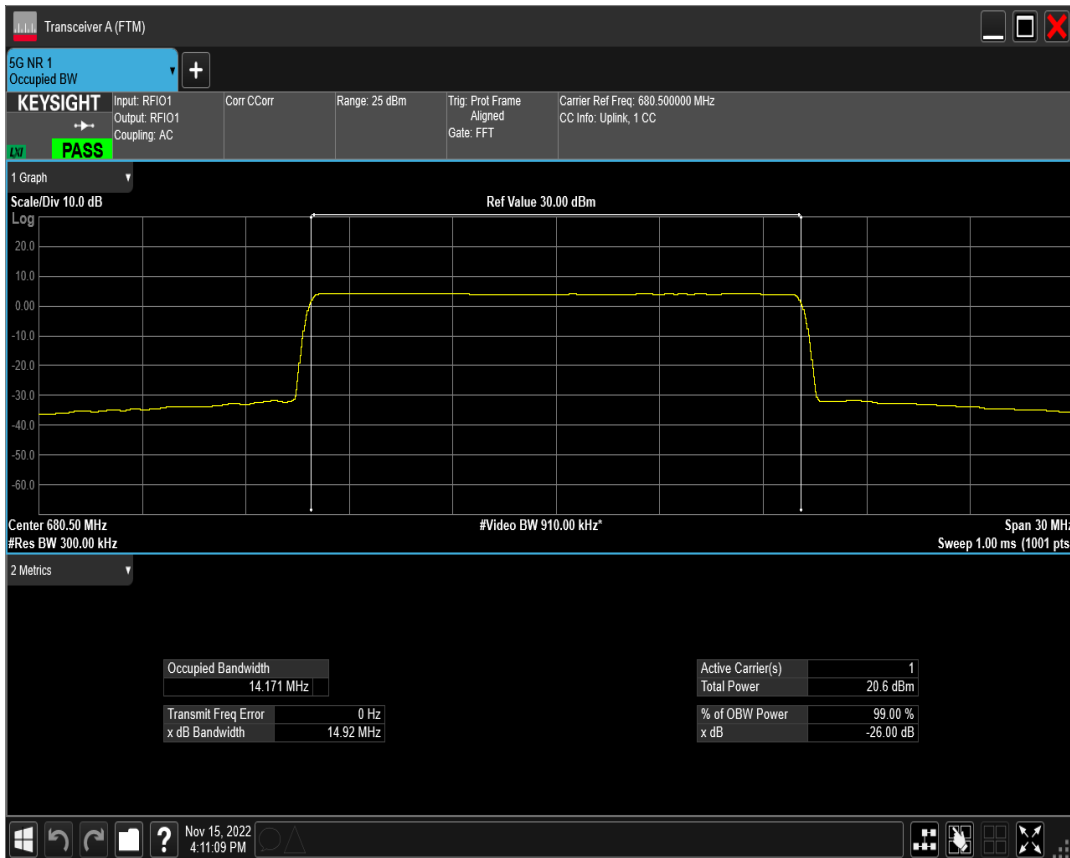 Transceiver A (FTM)
5G NR 1
Occupied BW
+
KEYSIGHT
LXI
PASS
Input: RFIO1
Output: RFIO1
Coupling: AC
Corr CCorr
Range: 25 dBm
Trig: Prot Frame
Aligned
Gate: FFT
Carrier Ref Freq: 680.500000 MHz
CC Info: Uplink, 1 CC
1 Graph
Scale/Div 10.0 dB
Ref Value 30.00 dBm
Log
20.0
10.0
0.00
-10.0
-20.0
-30.0
-40.0
-50.0
-60.0
Center 680.50 MHz
#Video BW 910.00 kHz*
Span 30 MHz
#Res BW 300.00 kHz
Sweep 1.00 ms (1001 pts
2 Metrics
Occupied Bandwidth
14.171 MHz
Transmit Freq Error 0 Hz
x dB Bandwidth 14.92 MHz
Active Carrier(s) 1
Total Power 20.6 dBm
% of OBW Power 99.00 %
x dB -26.00 dB
?
Nov 15, 2022
4:11:09 PM